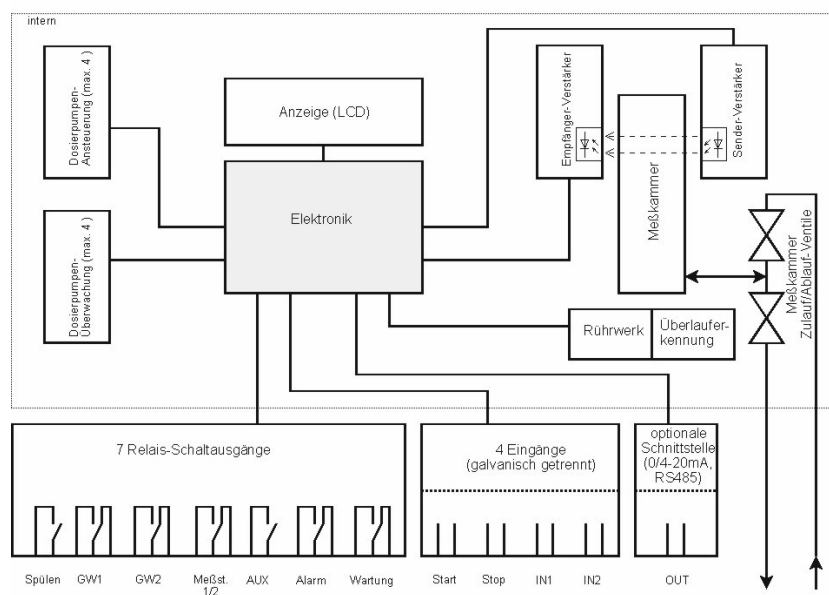 intern
Dosierpumpen-
Ansteuerung (max. 4 )
Anzeige (LCD)
Empfänger-Verstärker
Sender-Verstärker
Meßkammer
Elektronik
Dosierpumpen-
Überwachung (max. 4 )
Meßkammer
Zulauf/Ablauf-Ventile
Rührwerk
Überlaufer-
kennung
7 Relais-Schaltausgänge
4 Eingänge
(galvanisch getrennt)
optionale
Schnittstelle
(0/4-20mA,
RS485)
Spülen
GW1
GW2
Meßst.
1/2
AUX
Alarm
Wartung
Start
Stop
IN1
IN2
OUT